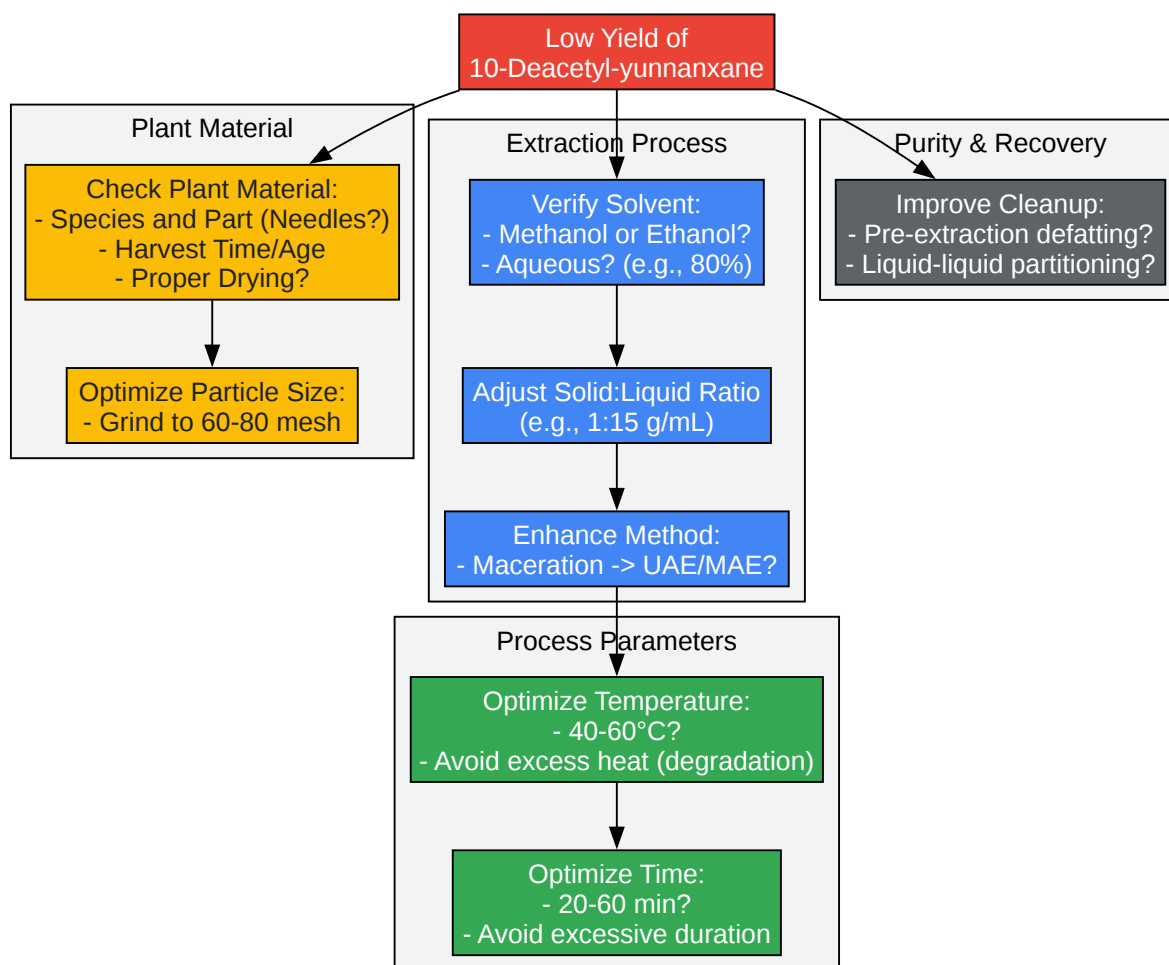 Low Yield of
10-Deacetyl-yunnanxane
Plant Material
Check Plant Material:
- Species and Part (Needles?)
- Harvest Time/Age
- Proper Drying?
Optimize Particle Size:
- Grind to 60-80 mesh
Extraction Process
Verify Solvent:
- Methanol or Ethanol?
- Aqueous? (e.g., 80%)
Adjust Solid:Liquid Ratio
(e.g., 1:15 g/mL)
Enhance Method:
- Maceration -> UAE/MAE?
Process Parameters
Optimize Temperature:
- 40-60°C?
- Avoid excess heat (degradation)
Optimize Time:
- 20-60 min?
- Avoid excessive duration
Purity & Recovery
Improve Cleanup:
- Pre-extraction defatting?
- Liquid-liquid partitioning?